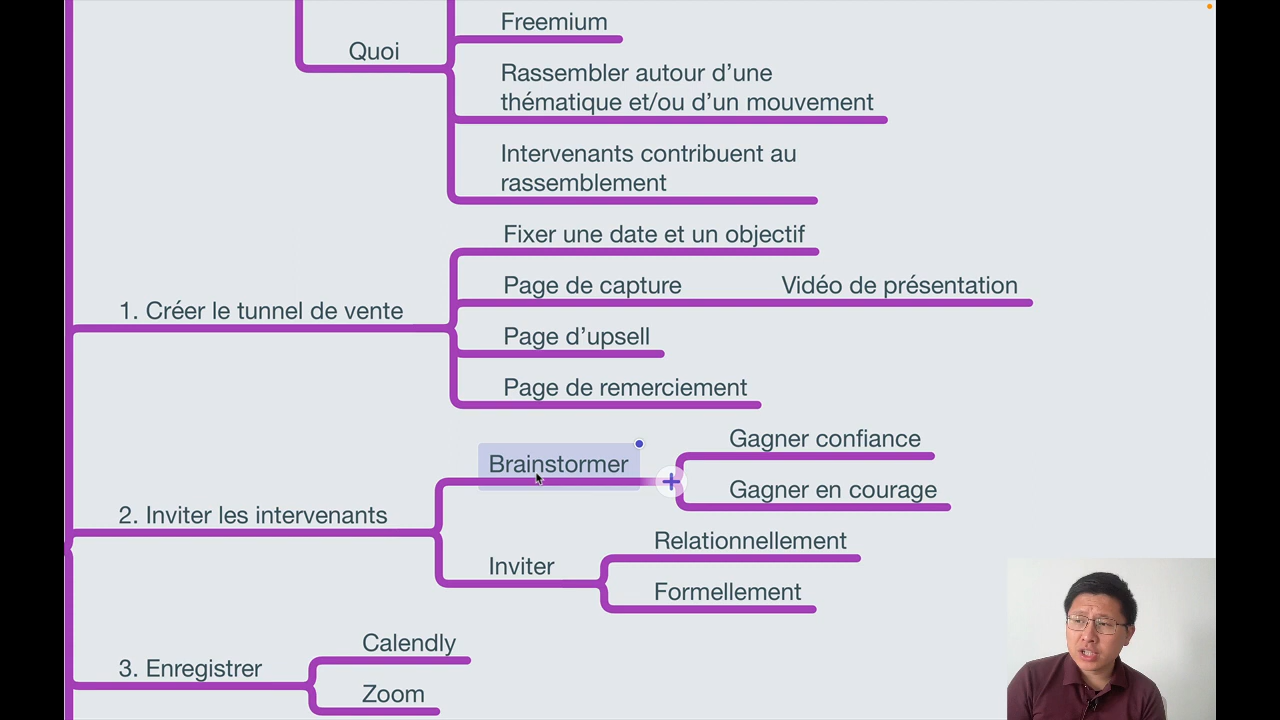 Freemium
Quoi
Rassembler autour d’une
thématique et/ou d’un mouvement
Intervenants contribuent au
rassemblement
Fixer une date et un objectif
1. Créer le tunnel de vente
Page de capture
Vidéo de présentation
Page d’upsell
Page de remerciement
Brainstormer
Gagner confiance
Gagner en courage
2. Inviter les intervenants
Inviter
Relationnellement
Formellement
3. Enregistrer
Calendly
Zoom